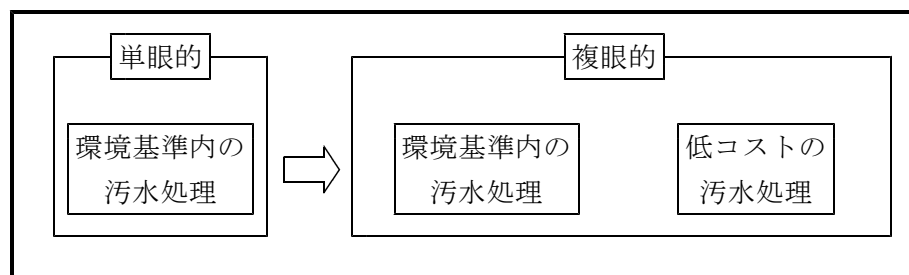 単眼的
複眼的
環境基準内の
汚水処理
環境基準内の
汚水処理
低コストの
汚水処理